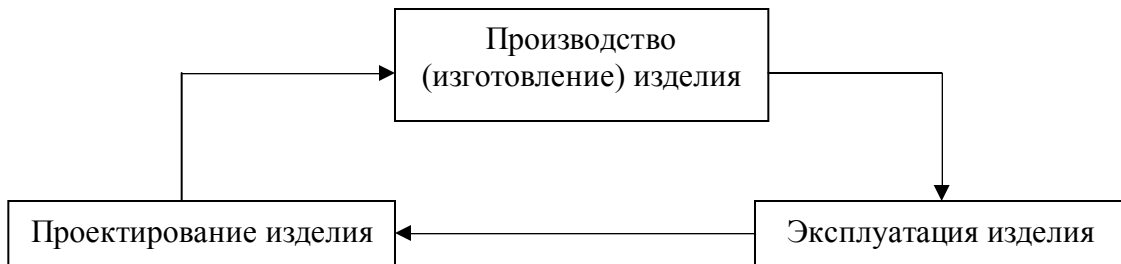 Производство
(изготовление) изделия
Проектирование изделия
Эксплуатация изделия